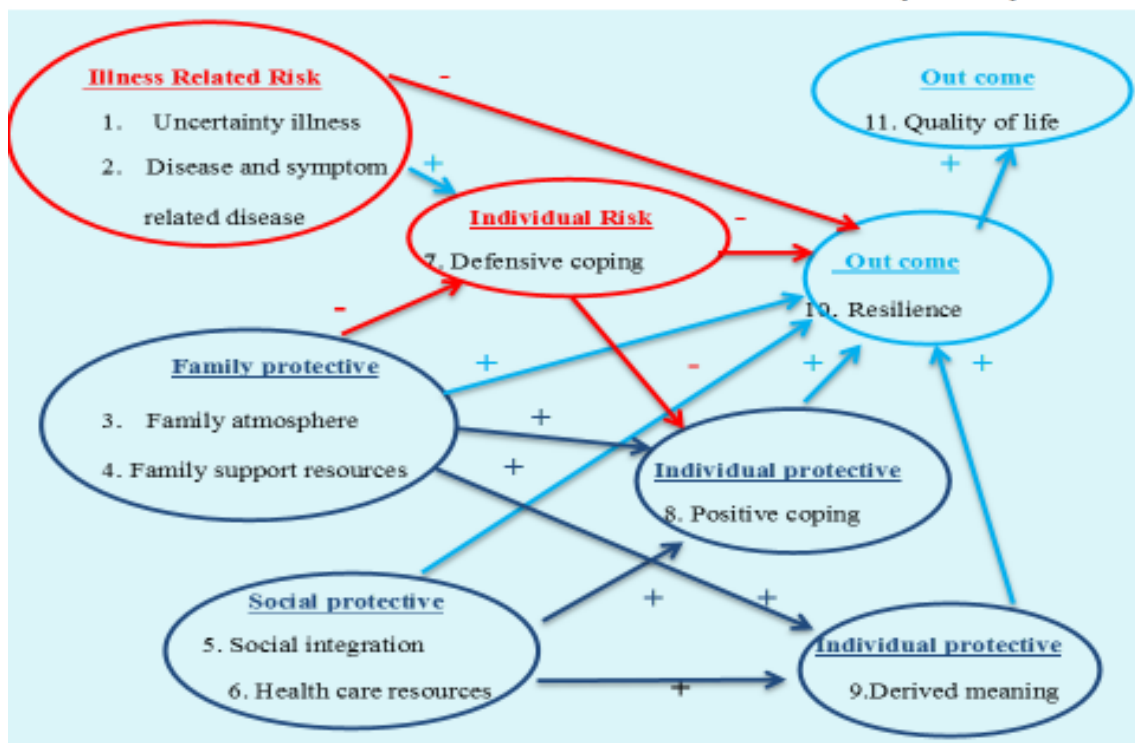 Illness Related Risk
1. Uncertainty illness
2. Disease and symptom
related disease
-
+
Out come
11. Quality of life
+
Individual Risk
7. Defensive coping
-
Out come
10. Resilience
-
Family protective
3. Family atmosphere
4. Family support resources
+
-
+
+
+
+
Individual protective
8. Positive coping
Social protective
5. Social integration
6. Health care resources
+
+
+
Individual protective
9.Derived meaning